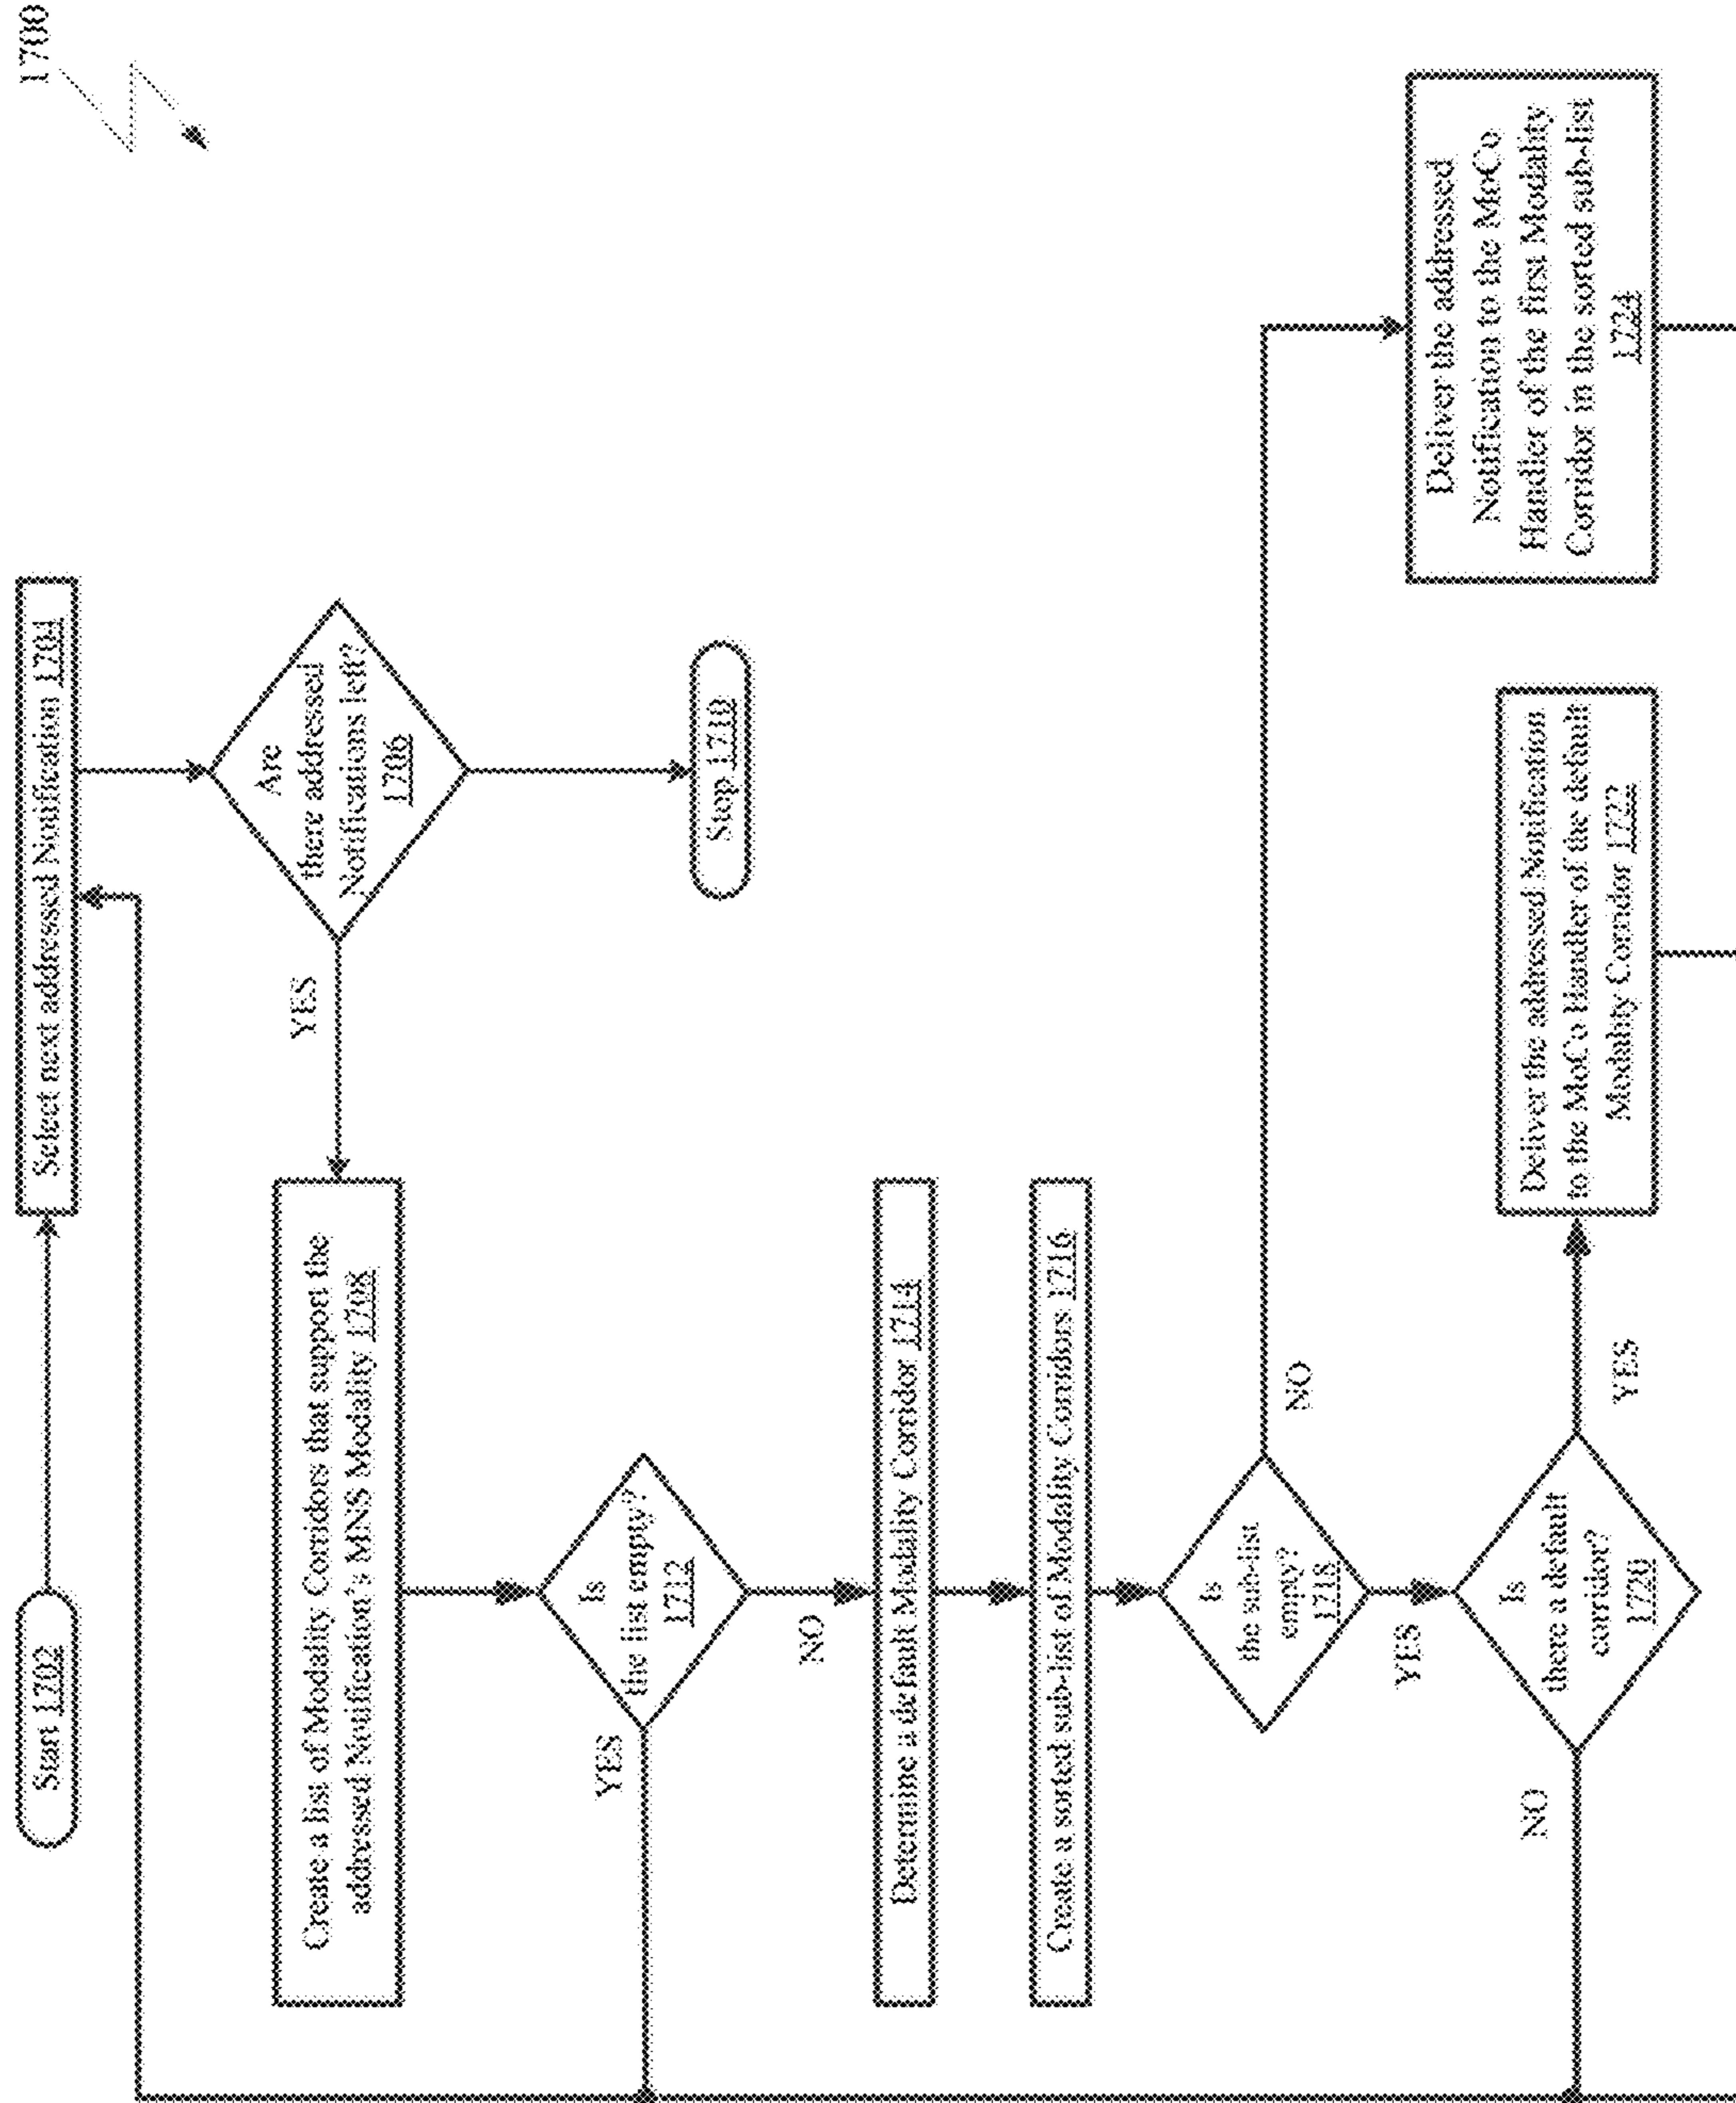 1700
Start 1702
Select next addressed Notification 1704
Are
there addressed
Notifications left?
1706
YES
Stop 1710
Create a list of Modality Corridors that support the
addressed Notification's MNS Modality 1708
Is
the list empty?
1712
YES
NO
Determine a default Modality Corridor 1714
Create a sorted sub-list of Modality Corridors 1716
Is
the sub-list
empty?
1718
NO
YES
Deliver the addressed
Notification to the MoCo
Handler of the first Modality
Corridor in the sorted sub-list
1724
Is
there a default
corridor?
1720
NO
YES
Deliver the addressed Notification
to the MoCo Handler of the default
Modality Corridor 1722